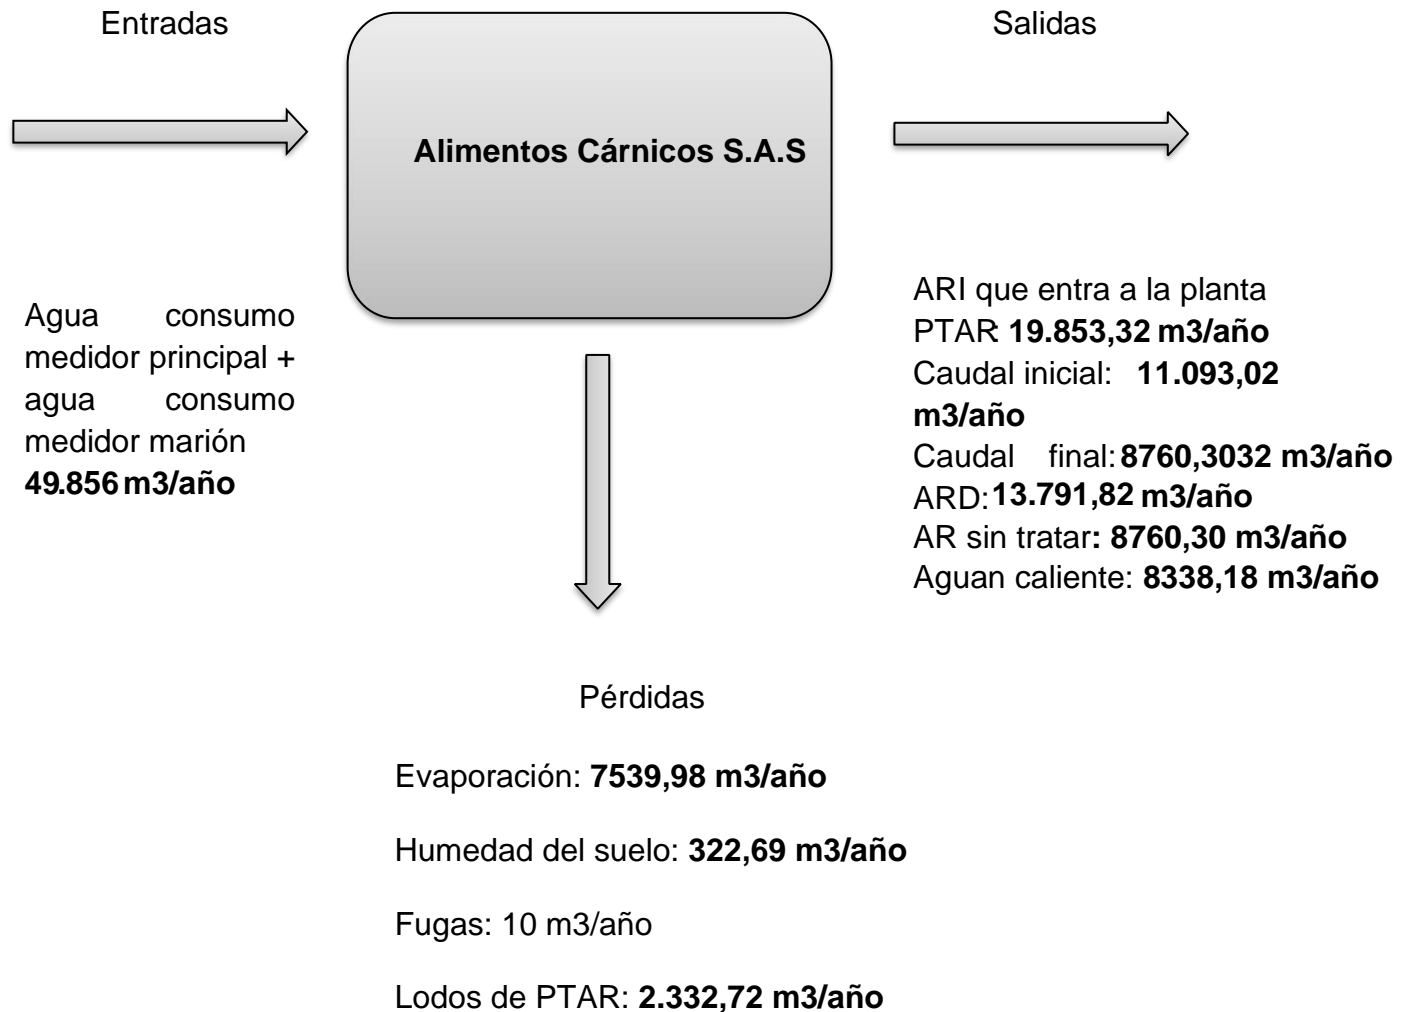 Entradas
Salidas
Alimentos Cárnicos S.A.S
Agua consumo
medidor principal +
agua consumo
medidor marión
49.856 m3/año
ARI que entra a la planta
PTAR 19.853,32 m3/año
Caudal inicial: 11.093,02
m3/año
Caudal final: 8760,3032 m3/año
ARD: 13.791,82 m3/año
AR sin tratar: 8760,30 m3/año
Aguan caliente: 8338,18 m3/año
Pérdidas
Evaporación: 7539,98 m3/año
Humedad del suelo: 322,69 m3/año
Fugas: 10 m3/año
Lodos de PTAR: 2.332,72 m3/año